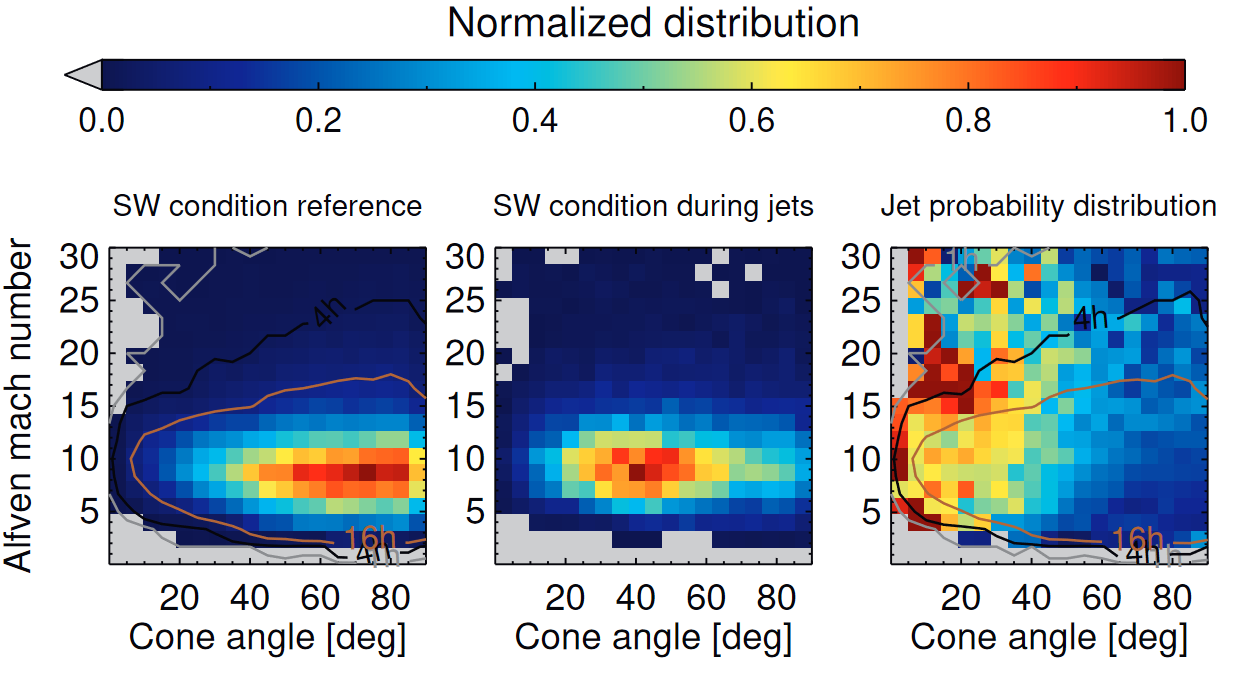 Normalized distribution
0.0 0.2 0.4 0.6 0.8 1.0
SW condition reference SW condition during jets Jet probability distribution
Alfven mach number
30 25 20 15 10 5
4h
16h
4h
20 40 60 80
Cone angle [deg]
30 25 20 15 10 5
20 40 60 80
Cone angle [deg]
30 25 20 15 10 5
1h
4h
16h
4h
1h
20 40 60 80
Cone angle [deg]